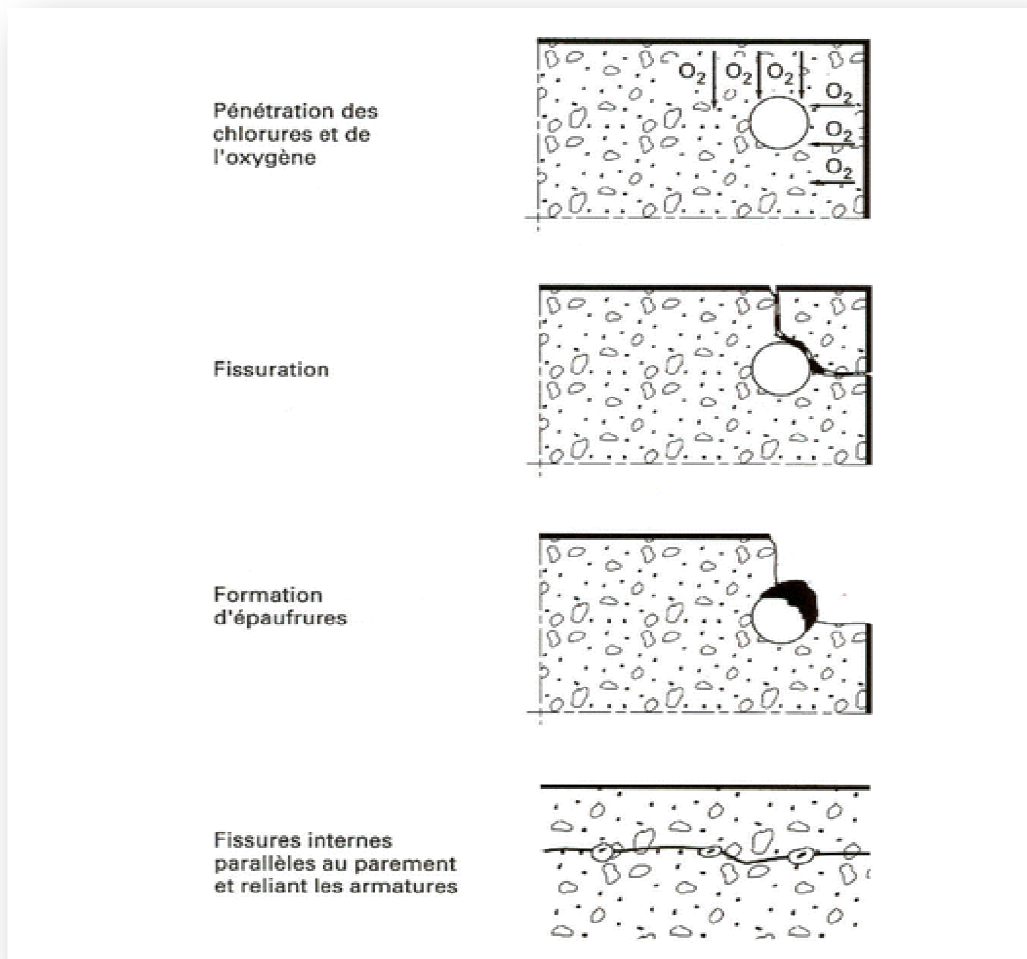 Pénétration des
chlorures et de
l'oxygène
O₂ O₂ O₂
O₂
O₂
O₂
Fissuration
Formation
d'épaufrures
Fissures internes
parallèles au parement
et reliant les armatures